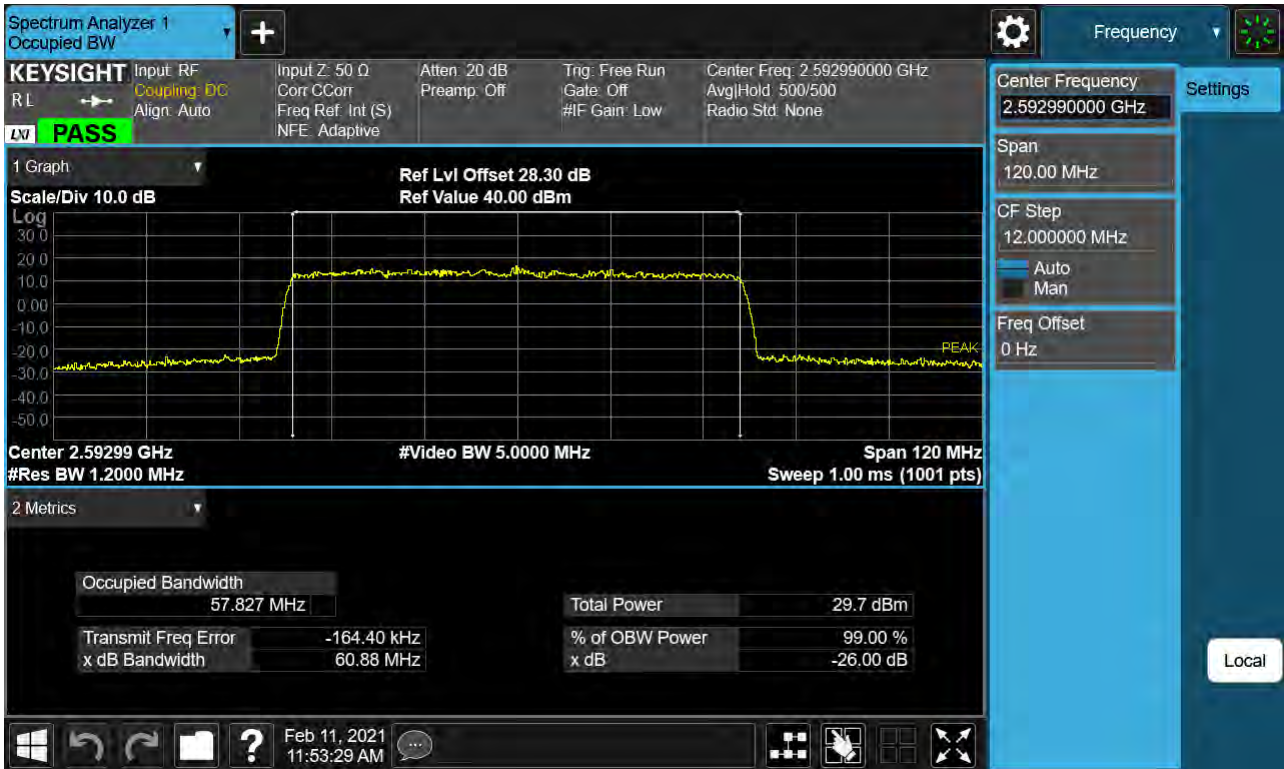 Spectrum Analyzer 1
Occupied BW
+
Frequency
KEYSIGHT
R L
LXI
PASS
Input: RF
Coupling: DC
Align: Auto
Input Z: 50 Ω
Corr CCorr
Freq Ref: Int (S)
NFE: Adaptive
Atten: 20 dB
Preamp: Off
Trig: Free Run
Gate: Off
#IF Gain: Low
Center Freq: 2.592990000 GHz
Avg|Hold: 500/500
Radio Std: None
1 Graph
Scale/Div 10.0 dB
Ref Lvl Offset 28.30 dB
Ref Value 40.00 dBm
Log
30.0
20.0
10.0
0.00
-10.0
-20.0
-30.0
-40.0
-50.0
PEAK
Center 2.59299 GHz
#Video BW 5.0000 MHz
Span 120 MHz
#Res BW 1.2000 MHz
Sweep 1.00 ms (1001 pts)
2 Metrics
Occupied Bandwidth
57.827 MHz
Total Power 29.7 dBm
Transmit Freq Error -164.40 kHz
% of OBW Power 99.00 %
x dB Bandwidth 60.88 MHz
x dB -26.00 dB
Center Frequency
2.592990000 GHz
Settings
Span
120.00 MHz
CF Step
12.000000 MHz
Auto
Man
Freq Offset
0 Hz
Local
?
Feb 11, 2021
11:53:29 AM